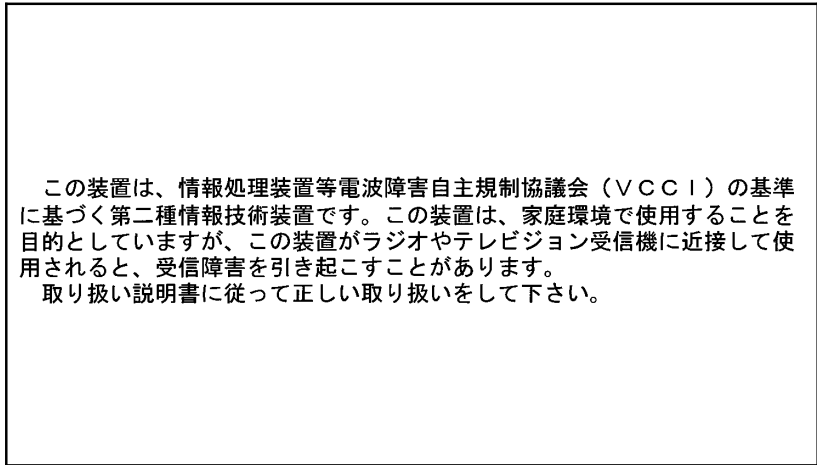 この装置は、情報処理装置等電波障害自主規制協議会（ＶＣＣＩ）の基準
に基づく第二種情報技術装置です。この装置は、家庭環境で使用することを
目的としていますが、この装置がラジオやテレビジョン受信機に近接して使
用されると、受信障害を引き起こすことがあります。
取り扱い説明書に従って正しい取り扱いをして下さい。